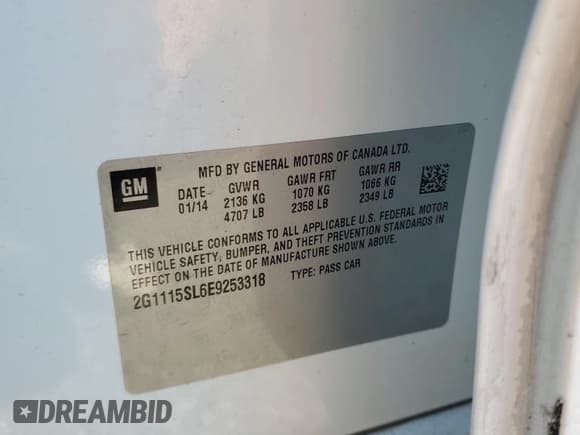 MFD BY GENERAL MOTORS OF CANADA LTD.
GM
DATE GVWR GAWR FRT GAWR RR
01/14 2136 KG 1070 KG 1066 KG
4707 LB 2358 LB 2349 LB
THIS VEHICLE CONFORMS TO ALL APPLICABLE U.S. FEDERAL MOTOR
VEHICLE SAFETY, BUMPER, AND THEFT PREVENTION STANDARDS IN
EFFECT ON THE DATE OF MANUFACTURE SHOWN ABOVE.
2G1115SL6E9253318 TYPE: PASS CAR
DREAMBID